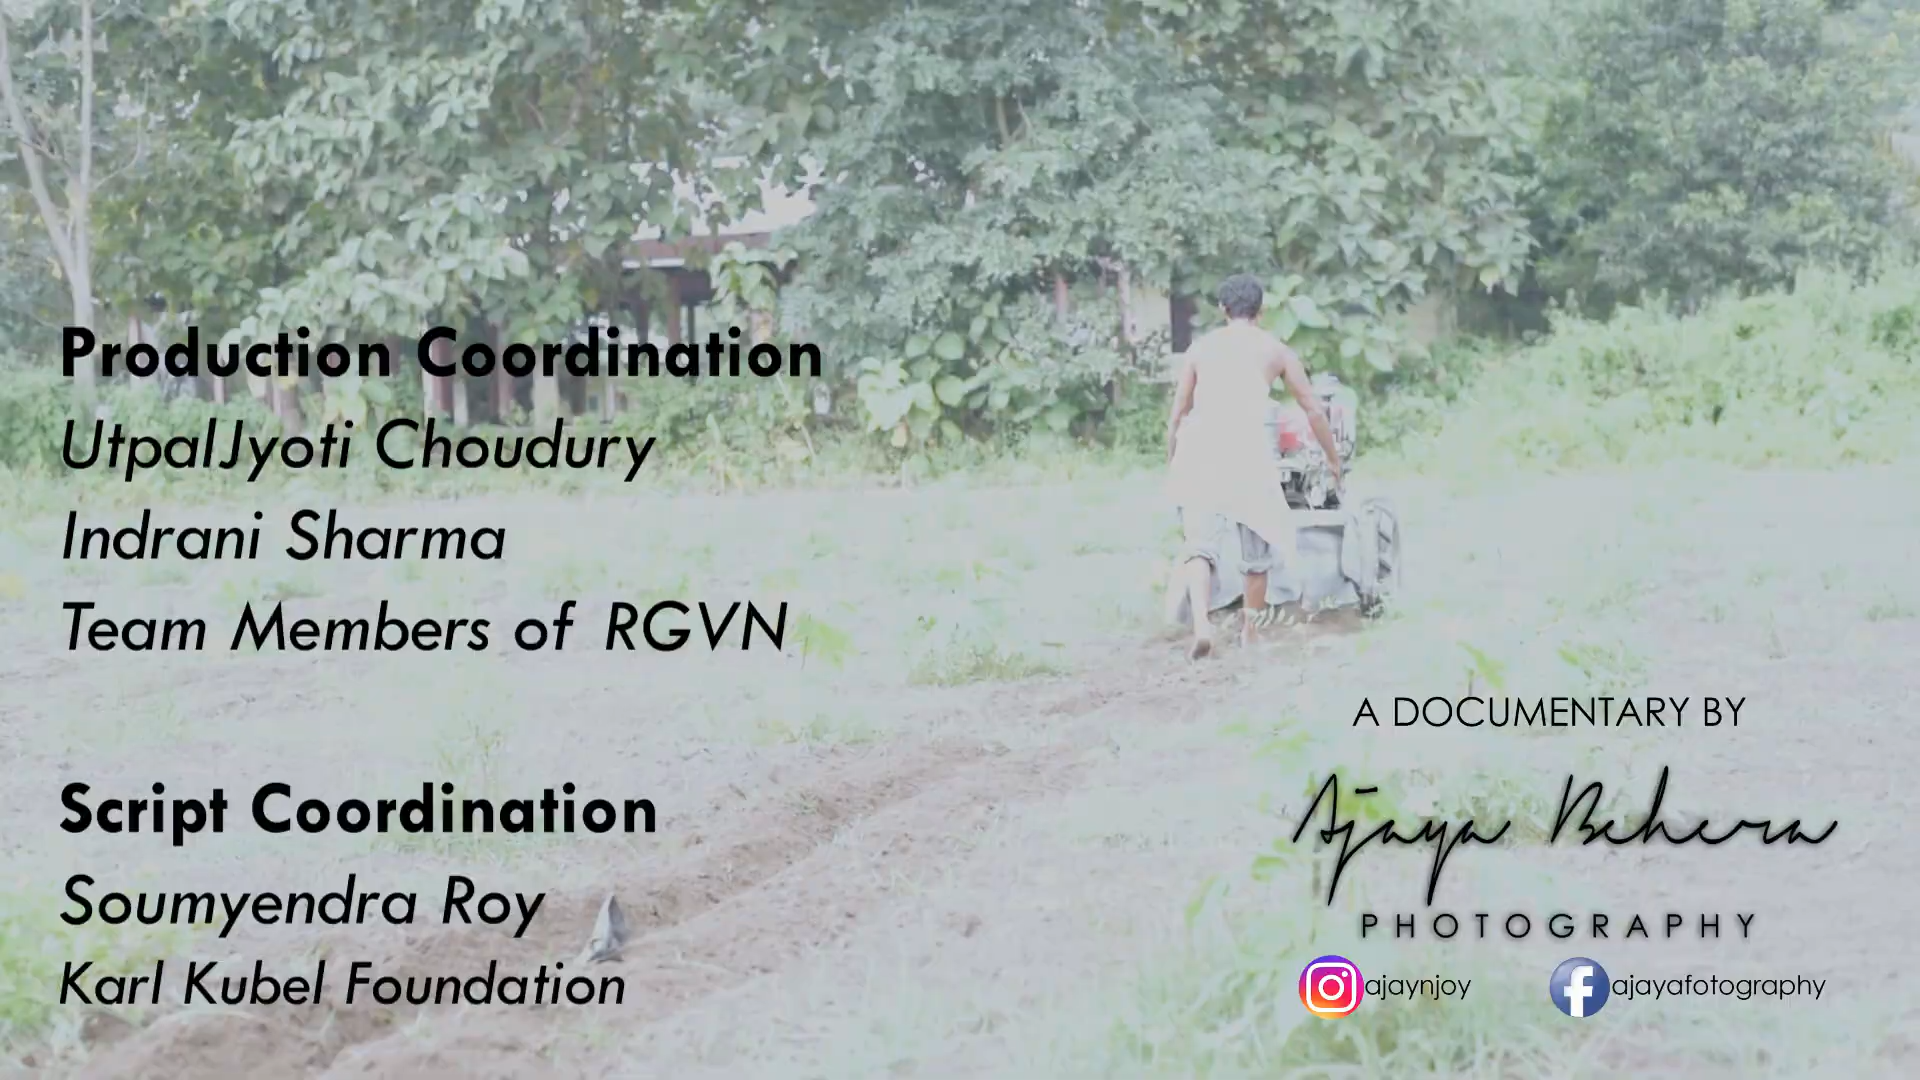 Production Coordination
UtpalJyoti Choudury
Indrani Sharma
Team Members of RGVN
Script Coordination
Soumyendra Roy
Karl Kubel Foundation
A DOCUMENTARY BY
Ajaya Behera
PHOTOGRAPHY
ajaynjoy
ajayafotography